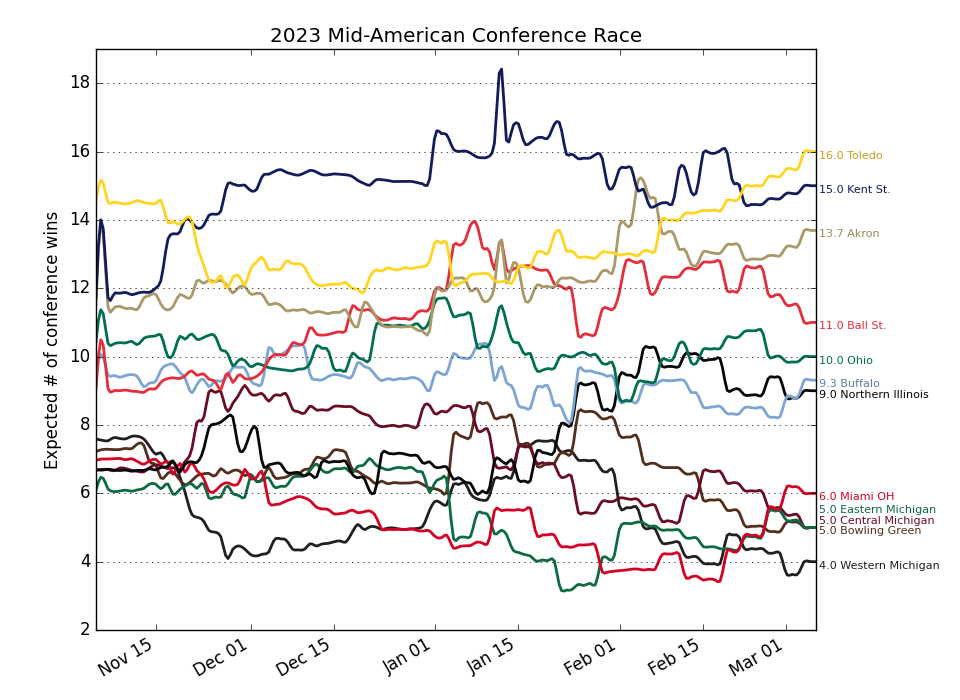 2023 Mid-American Conference Race
Expected # of conference wins
18
16
14
12
10
8
6
4
2
16.0 Toledo
15.0 Kent St.
13.7 Akron
11.0 Ball St.
10.0 Ohio
9.3 Buffalo
9.0 Northern Illinois
6.0 Miami OH
5.0 Eastern Michigan
5.0 Central Michigan
5.0 Bowling Green
4.0 Western Michigan
Nov 15
Dec 01
Dec 15
Jan 01
Jan 15
Feb 01
Feb 15
Mar 01